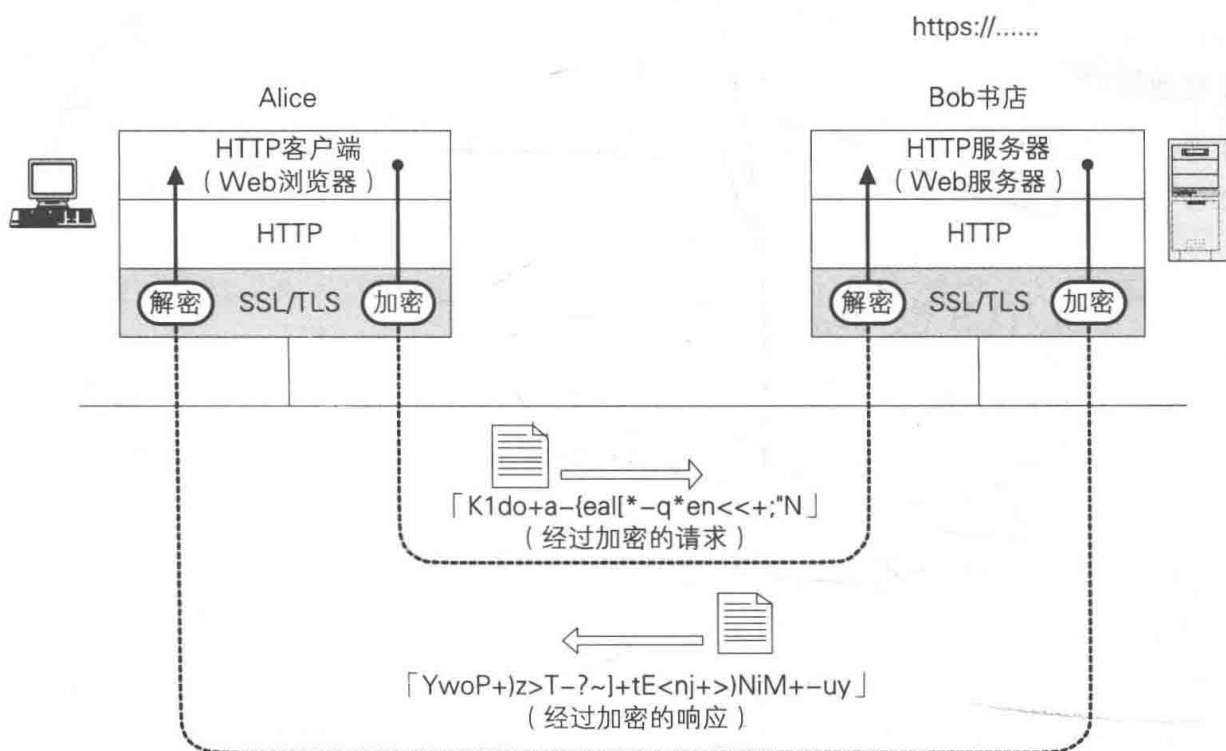 https://......
Alice
Bob书店
HTTP客户端
（Web浏览器）
HTTP
解密 SSL/TLS 加密
HTTP服务器
（Web服务器）
HTTP
解密 SSL/TLS 加密
「K1do+a–{eal[*–q*en<<+;"N」
（经过加密的请求）
「YwoP+)z>T–?~]+tE<nj+>)NiM+–uy」
（经过加密的响应）